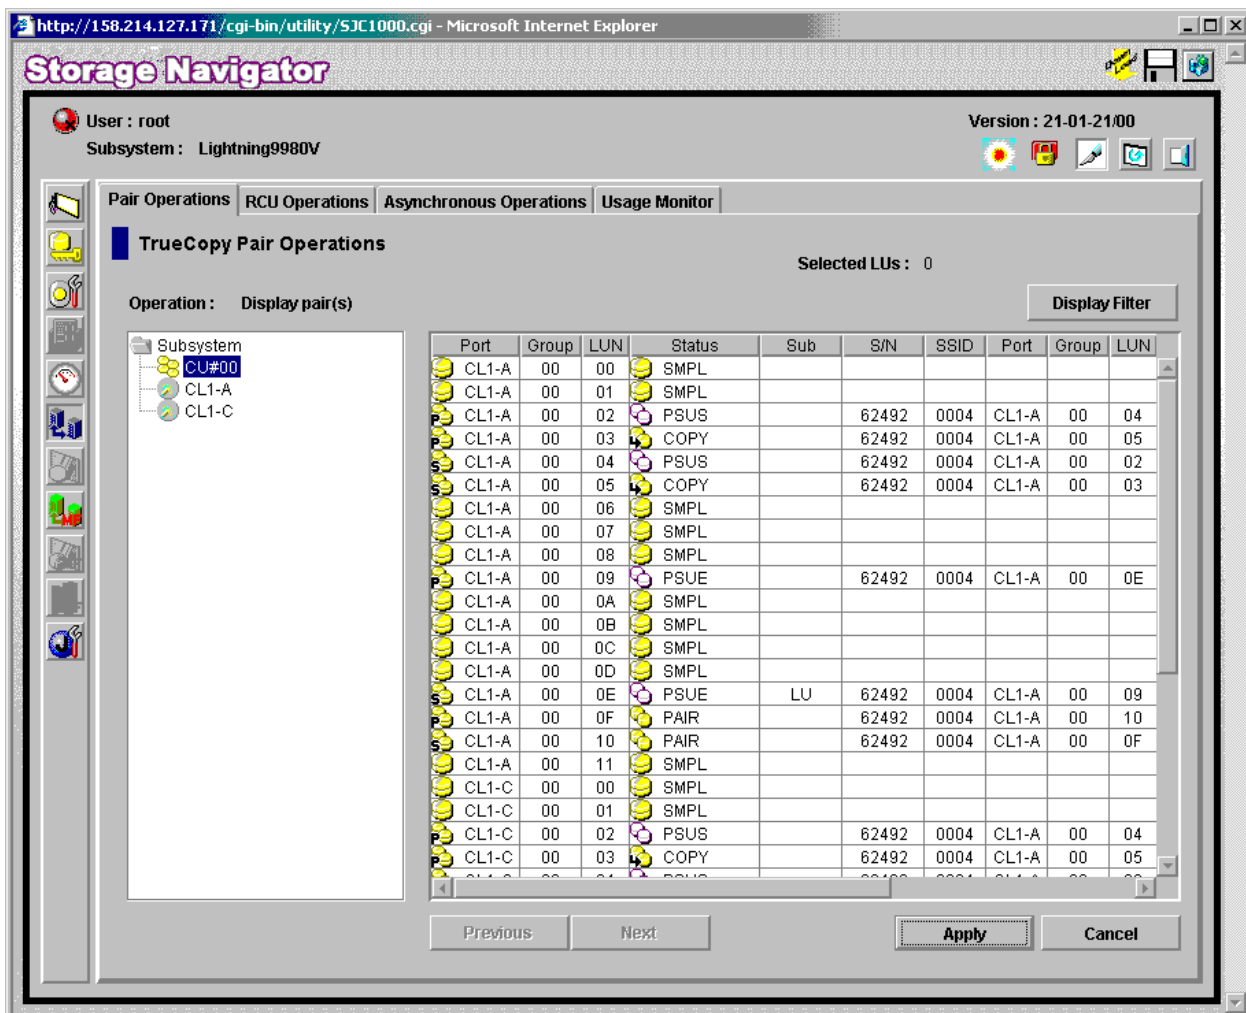 http://158.214.127.171/cgi-bin/utility/SJC1000.cgi - Microsoft Internet Explorer
Storage Navigator
User : root
Version : 21-01-21/00
Subsystem : Lightning9980V
Pair Operations RCU Operations Asynchronous Operations Usage Monitor
TrueCopy Pair Operations
Selected LUs : 0
Operation : Display pair(s)
Display Filter
Subsystem
CU#00
CL1-A
CL1-C
Port Group LUN Status Sub S/N SSID Port Group LUN
CL1-A 00 00 SMPL
CL1-A 00 01 SMPL
P CL1-A 00 02 PSUS 62492 0004 CL1-A 00 04
P CL1-A 00 03 COPY 62492 0004 CL1-A 00 05
S CL1-A 00 04 PSUS 62492 0004 CL1-A 00 02
S CL1-A 00 05 COPY 62492 0004 CL1-A 00 03
CL1-A 00 06 SMPL
CL1-A 00 07 SMPL
CL1-A 00 08 SMPL
P CL1-A 00 09 PSUE 62492 0004 CL1-A 00 0E
CL1-A 00 0A SMPL
CL1-A 00 0B SMPL
CL1-A 00 0C SMPL
CL1-A 00 0D SMPL
S CL1-A 00 0E PSUE LU 62492 0004 CL1-A 00 09
P CL1-A 00 0F PAIR 62492 0004 CL1-A 00 10
S CL1-A 00 10 PAIR 62492 0004 CL1-A 00 0F
CL1-A 00 11 SMPL
CL1-C 00 00 SMPL
CL1-C 00 01 SMPL
P CL1-C 00 02 PSUS 62492 0004 CL1-A 00 04
P CL1-C 00 03 COPY 62492 0004 CL1-A 00 05
Previous Next Apply Cancel